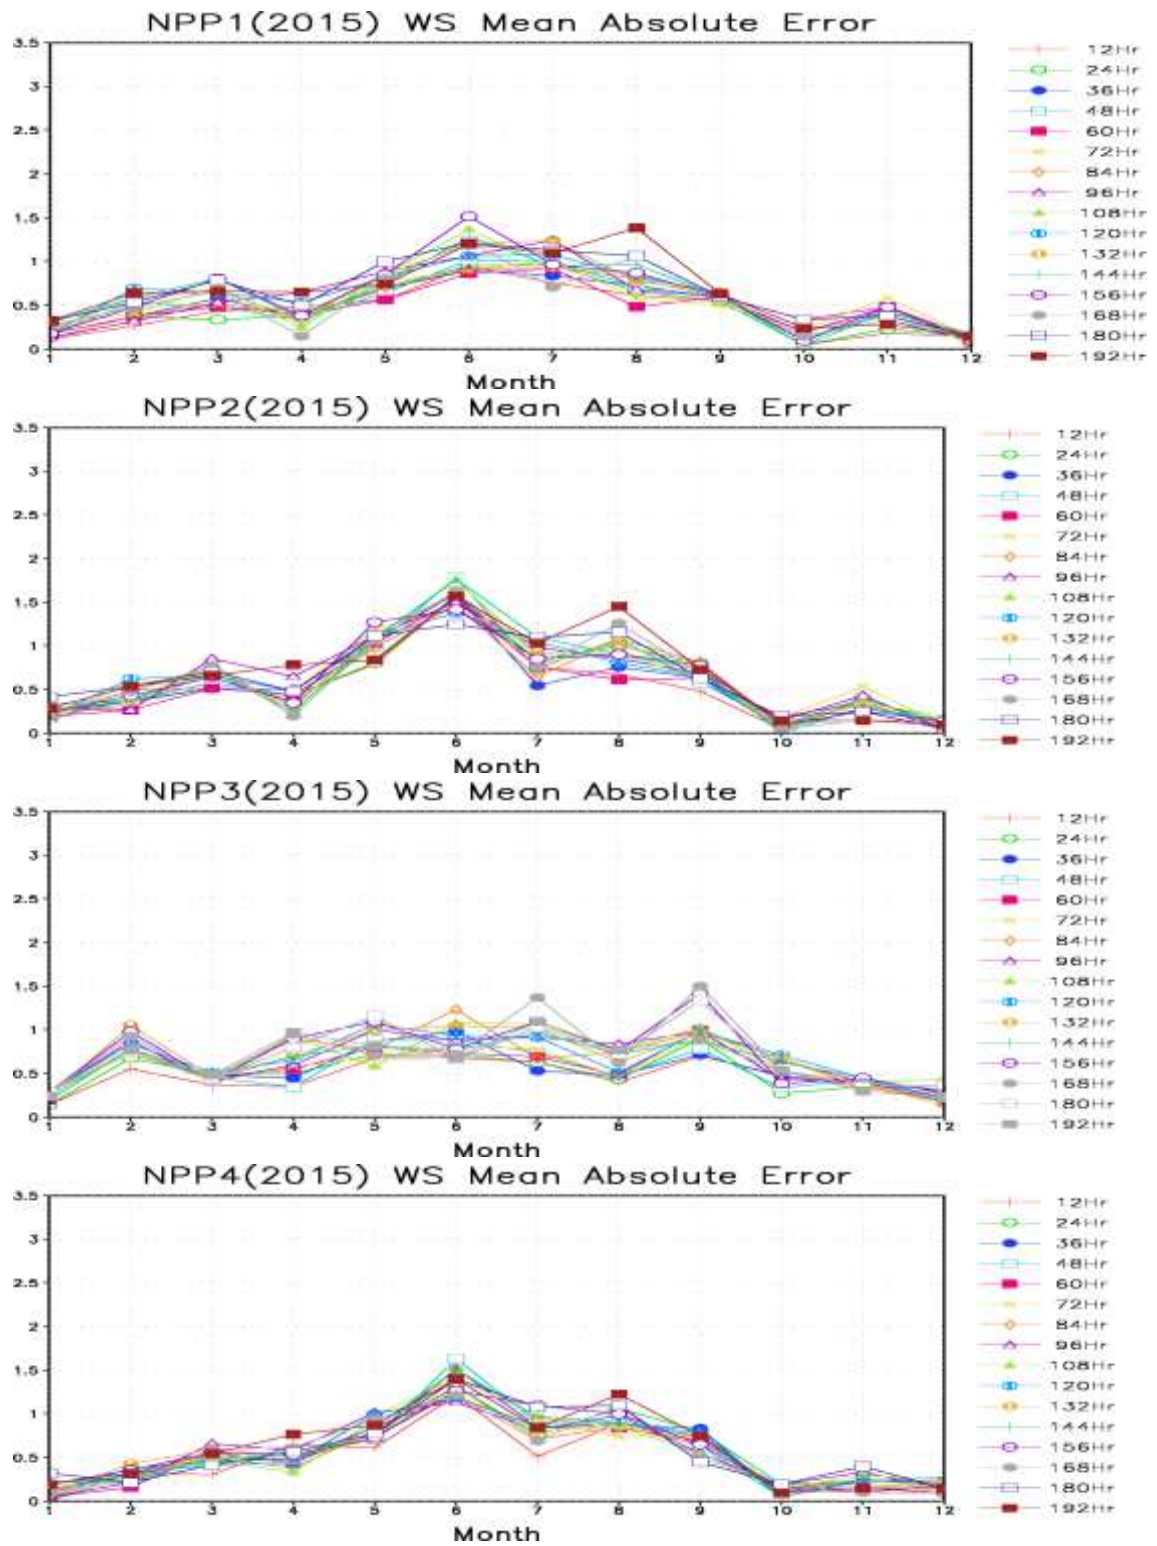 NPP1(2015) WS Mean Absolute Error
3.5
3
2.5
2
1.5
1
0.5
0
1 2 3 4 5 6 7 8 9 10 11 12
Month
12Hr
24Hr
36Hr
48Hr
60Hr
72Hr
84Hr
96Hr
108Hr
120Hr
132Hr
144Hr
156Hr
168Hr
180Hr
192Hr
NPP2(2015) WS Mean Absolute Error
3.5
3
2.5
2
1.5
1
0.5
0
1 2 3 4 5 6 7 8 9 10 11 12
Month
12Hr
24Hr
36Hr
48Hr
60Hr
72Hr
84Hr
96Hr
108Hr
120Hr
132Hr
144Hr
156Hr
168Hr
180Hr
192Hr
NPP3(2015) WS Mean Absolute Error
3.5
3
2.5
2
1.5
1
0.5
0
1 2 3 4 5 6 7 8 9 10 11 12
Month
12Hr
24Hr
36Hr
48Hr
60Hr
72Hr
84Hr
96Hr
108Hr
120Hr
132Hr
144Hr
156Hr
168Hr
180Hr
192Hr
NPP4(2015) WS Mean Absolute Error
3.5
3
2.5
2
1.5
1
0.5
0
1 2 3 4 5 6 7 8 9 10 11 12
Month
12Hr
24Hr
36Hr
48Hr
60Hr
72Hr
84Hr
96Hr
108Hr
120Hr
132Hr
144Hr
156Hr
168Hr
180Hr
192Hr